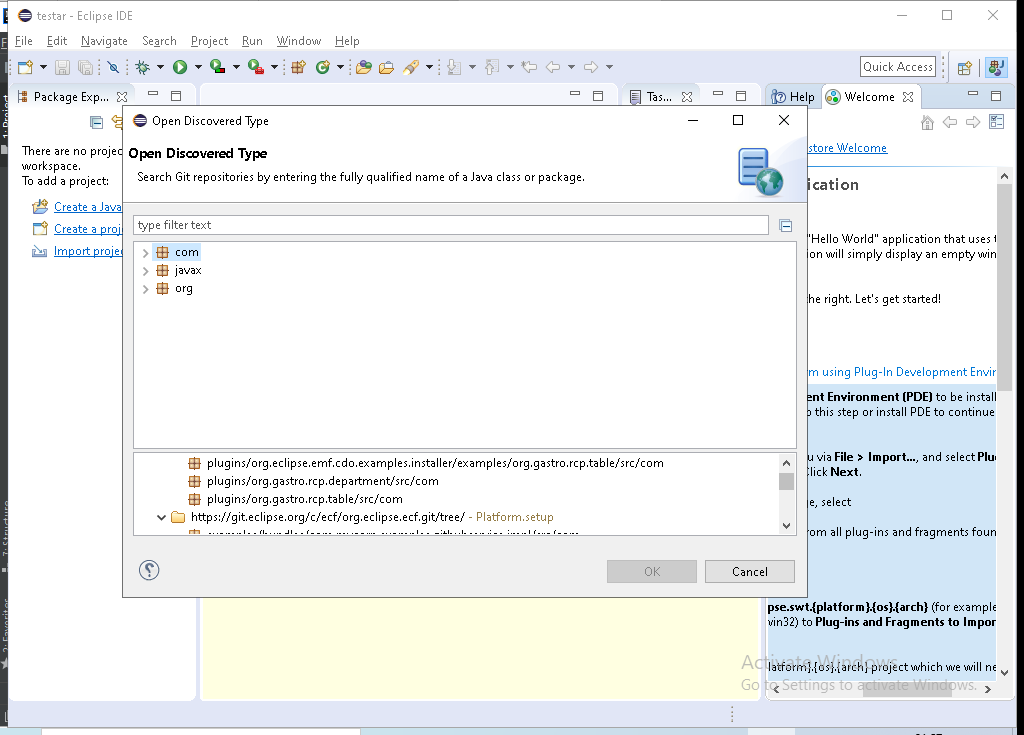 testar - Eclipse IDE
File Edit Navigate Search Project Run Window Help
Quick Access
Package Exp...
Tas...
Help
Welcome
There are no projec
workspace.
To add a project:
Create a Java
Create a proj
Import projec
Open Discovered Type
Open Discovered Type
Search Git repositories by entering the fully qualified name of a Java class or package.
type filter text
com
javax
org
plugins/org.eclipse.emf.cdo.examples.installer/examples/org.gastro.rcp.table/src/com
plugins/org.gastro.rcp.department/src/com
plugins/org.gastro.rcp.table/src/com
https://git.eclipse.org/c/ecf/org.eclipse.ecf.git/tree/ - Platform.setup
OK
Cancel
store Welcome
ication
"Hello World" application that uses t
ion will simply display an empty win
he right. Let's get started!
m using Plug-In Development Envir
ent Environment (PDE) to be install
this step or install PDE to continue
u via File > Import..., and select Plu
Click Next.
e, select
rom all plug-ins and fragments foun
pse.swt.{platform}.{os}.{arch} (for example
vin32) to Plug-ins and Fragments to Impor
latform}.{os}.{arch} project which we will ne
Activate Windows
Go to Settings to activate Windows.